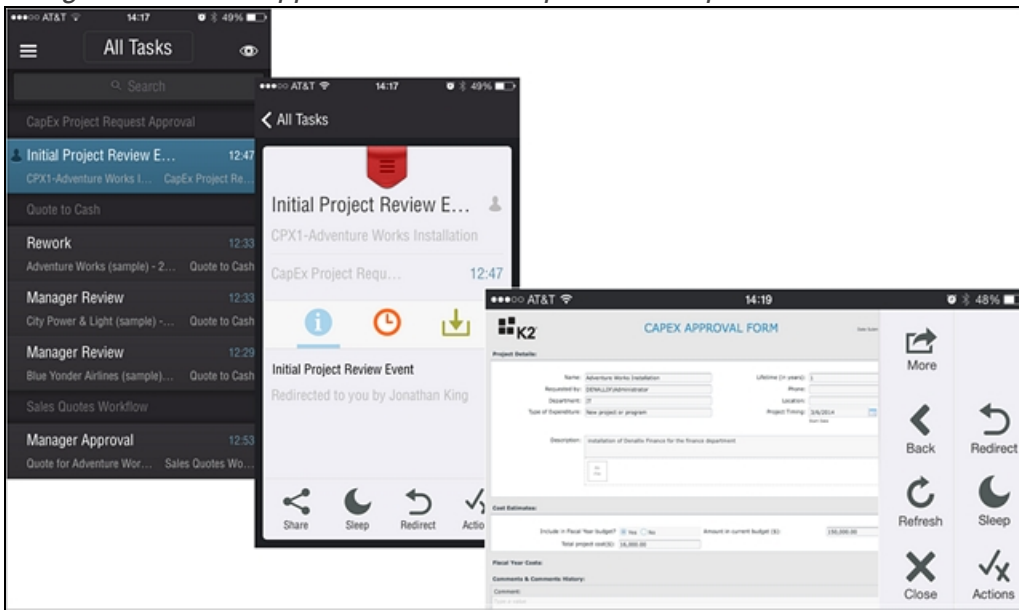 AT&T 14:17 49%
All Tasks
Search
CapEx Project Request Approval
Initial Project Review E... 12:47
CPX1-Adventure Works I... CapEx Project Re...
Quote to Cash
Rework 12:33
Adventure Works (sample) - 2... Quote to Cash
Manager Review 12:33
City Power & Light (sample) -... Quote to Cash
Manager Review 12:29
Blue Yonder Airlines (sample)... Quote to Cash
Sales Quotes Workflow
Manager Approval 12:53
Quote for Adventure Wor... Sales Quotes Wo...
AT&T 14:17 49%
All Tasks
Initial Project Review E...
CPX1-Adventure Works Installation
CapEx Project Requ... 12:47
Initial Project Review Event
Redirected to you by Jonathan King
Share Sleep Redirect Actio
AT&T 14:19 48%
K2 CAPEX APPROVAL FORM
Project Details:
Name: Adventure Works Installation Lifetime (in years): 3
Requested by: DENALLIX\Administrator Phone:
Department: IT Location:
Type of Expenditure: New project or program Project Timing: 3/6/2014
Start Date
Description: Installation of Denallix Finance for the finance department
Cost Estimates:
Include in Fiscal Year budget? Yes No Amount in current budget ($): 150,000.00
Total project cost($): 16,000.00
Fiscal Year Costs:
Comments & Comments History:
Comment:
More
Back Redirect
Refresh Sleep
Close Actions